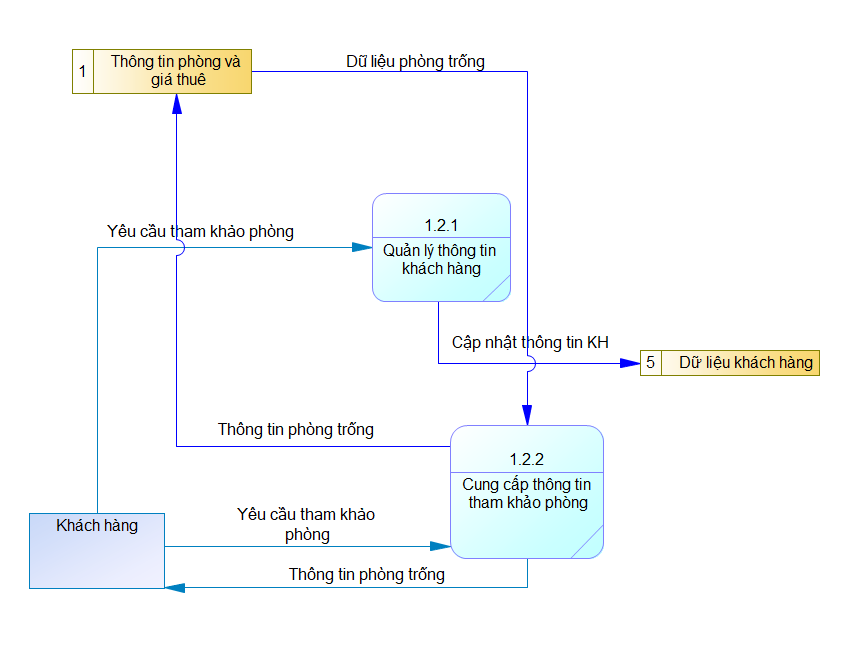 1
Thông tin phòng và
giá thuê
Dữ liệu phòng trống
Yêu cầu tham khảo phòng
1.2.1
Quản lý thông tin
khách hàng
Cập nhật thông tin KH
5
Dữ liệu khách hàng
Thông tin phòng trống
1.2.2
Cung cấp thông tin
tham khảo phòng
Khách hàng
Yêu cầu tham khảo
phòng
Thông tin phòng trống